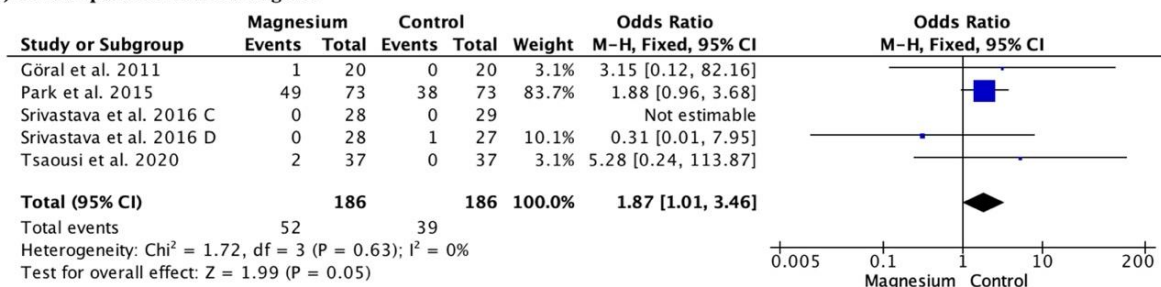 Magnesium Control Odds Ratio Odds Ratio
Study or Subgroup Events Total Events Total Weight M-H, Fixed, 95% CI M-H, Fixed, 95% CI
Göral et al. 2011 1 20 0 20 3.1% 3.15 [0.12, 82.16]
Park et al. 2015 49 73 38 73 83.7% 1.88 [0.96, 3.68]
Srivastava et al. 2016 C 0 28 0 29 Not estimable
Srivastava et al. 2016 D 0 28 1 27 10.1% 0.31 [0.01, 7.95]
Tsaousi et al. 2020 2 37 0 37 3.1% 5.28 [0.24, 113.87]
Total (95% CI) 186 186 100.0% 1.87 [1.01, 3.46]
Total events 52 39
Heterogeneity: Chi² = 1.72, df = 3 (P = 0.63); I² = 0%
Test for overall effect: Z = 1.99 (P = 0.05)
0.005 0.1 1 10 200
Magnesium Control